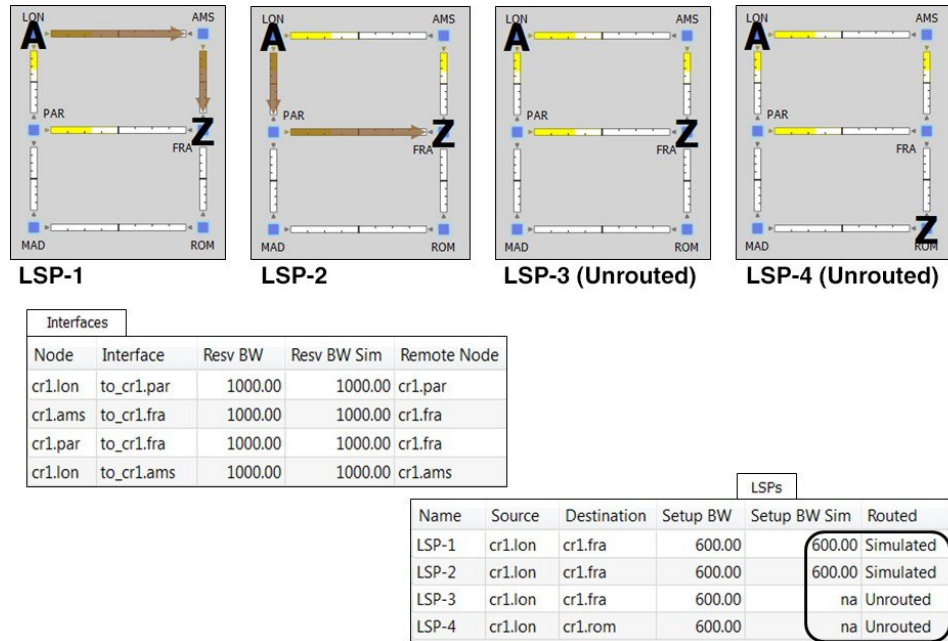 LON AMS
A
PAR
FRA
Z
MAD ROM
LSP-1
LON AMS
A
PAR
FRA
Z
MAD ROM
LSP-2
LON AMS
A
PAR
FRA
Z
MAD ROM
LSP-3 (Unrouted)
LON AMS
A
PAR
FRA
Z
MAD ROM
LSP-4 (Unrouted)
Interfaces
Node Interface Resv BW Resv BW Sim Remote Node
cr1.lon to_cr1.par 1000.00 1000.00 cr1.par
cr1.ams to_cr1.fra 1000.00 1000.00 cr1.fra
cr1.par to_cr1.fra 1000.00 1000.00 cr1.fra
cr1.lon to_cr1.ams 1000.00 1000.00 cr1.ams
LSPs
Name Source Destination Setup BW Setup BW Sim Routed
LSP-1 cr1.lon cr1.fra 600.00 600.00 Simulated
LSP-2 cr1.lon cr1.fra 600.00 600.00 Simulated
LSP-3 cr1.lon cr1.fra 600.00 na Unrouted
LSP-4 cr1.lon cr1.rom 600.00 na Unrouted